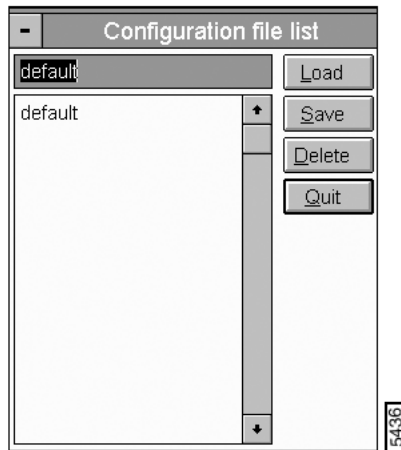 Configuration file list
default
Load
default
Save
Delete
Quit
5436